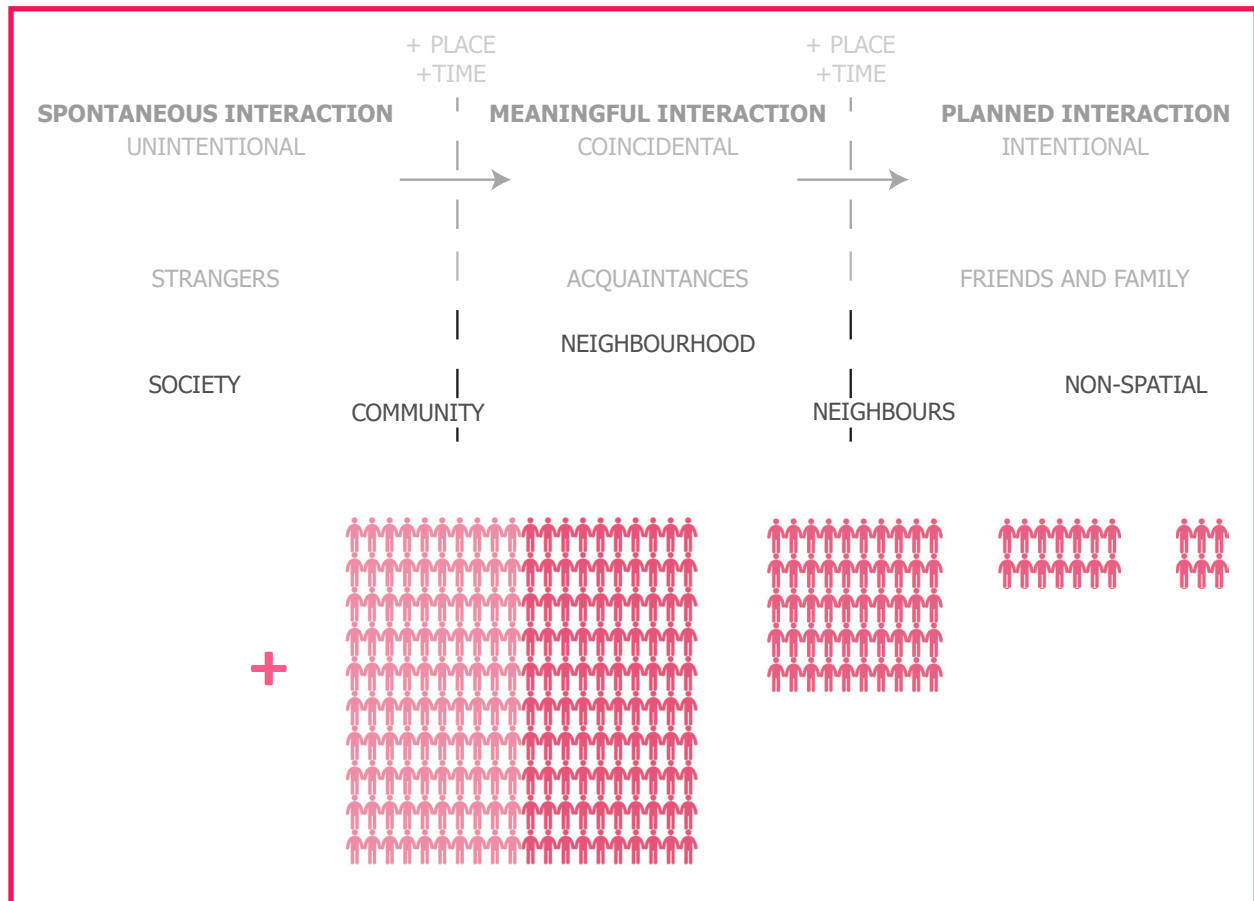 + PLACE
+TIME
+ PLACE
+TIME
SPONTANEOUS INTERACTION
UNINTENTIONAL
MEANINGFUL INTERACTION
COINCIDENTAL
PLANNED INTERACTION
INTENTIONAL
STRANGERS
ACQUAINTANCES
FRIENDS AND FAMILY
NEIGHBOURHOOD
SOCIETY
NON-SPATIAL
COMMUNITY
NEIGHBOURS
+